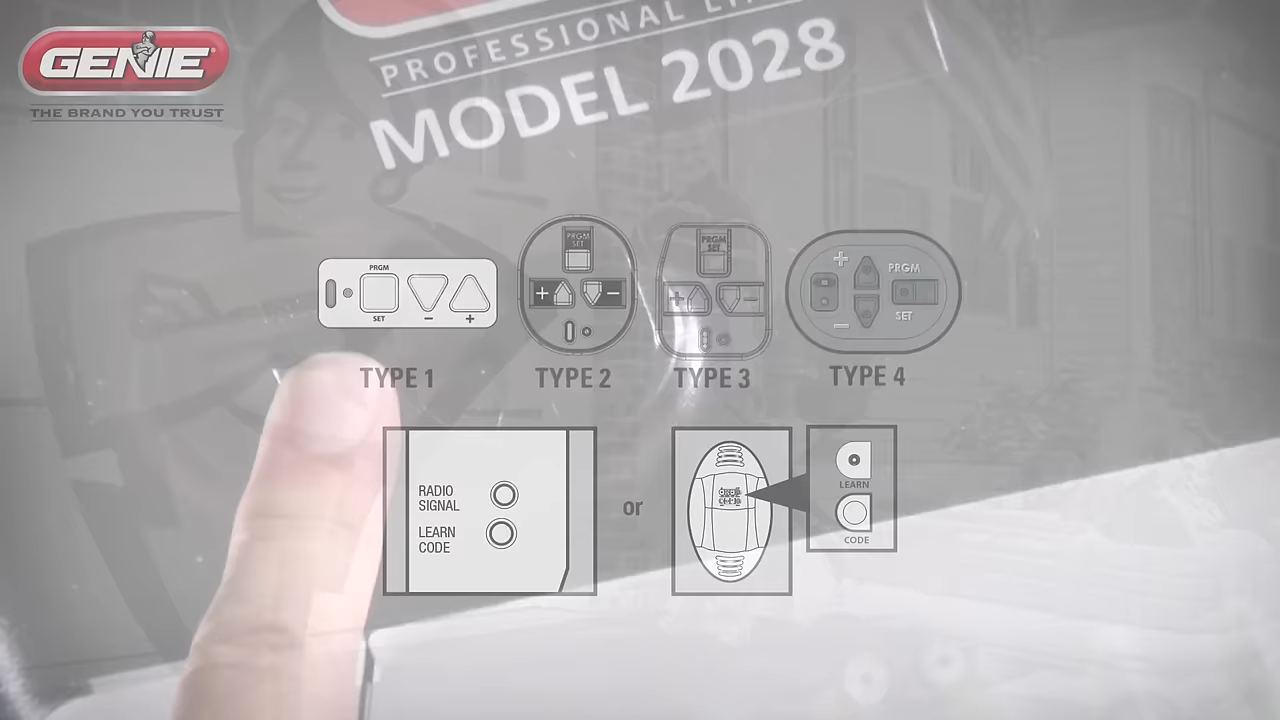 GENIE
THE BRAND YOU TRUST
PROFESSIONAL LI
MODEL 2028
PRGM
SET
−
+
PRGM
SET
+
−
PRGM
SET
+
−
+
−
PRGM
SET
TYPE 1
TYPE 2
TYPE 3
TYPE 4
RADIO
SIGNAL
LEARN
CODE
or
LEARN
CODE